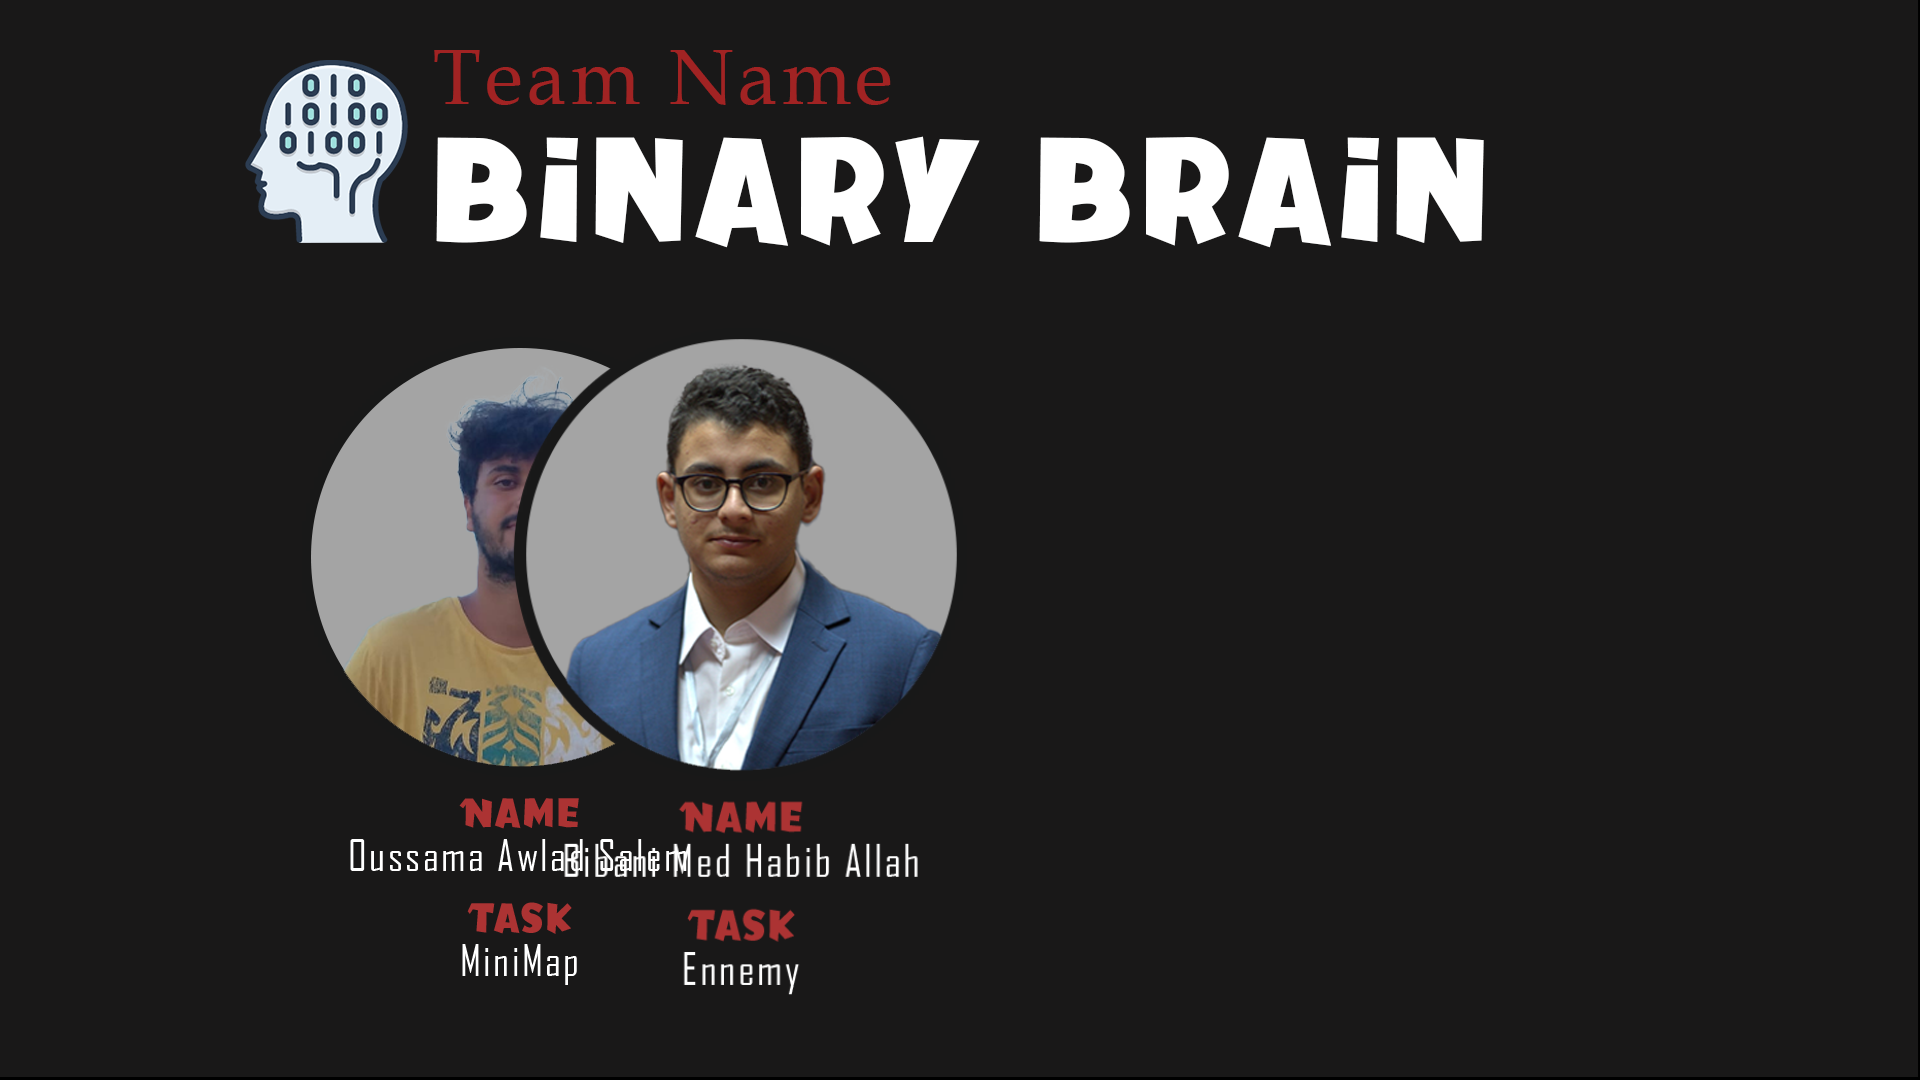 Team Name
BiNARY BRAiN
010
10100
01001
NAME
Oussama Awlad Salem
TASK
MiniMap
NAME
Bibani Med Habib Allah
TASK
Ennemy